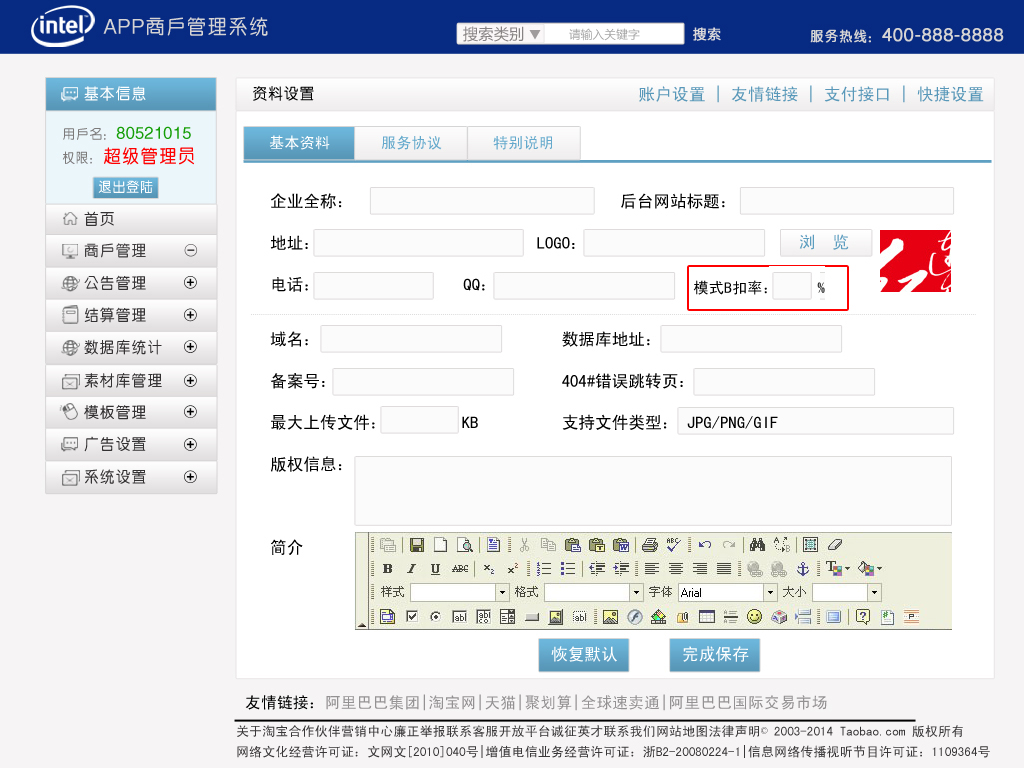 intel APP商戶管理系统 搜索类别▼ 请输入关键字 搜索 服务热线：400-888-8888
基本信息
用戶名：80521015
权限：超级管理员
退出登陆
首页
商戶管理
公告管理
结算管理
数据库统计
素材库管理
模板管理
广告设置
系统设置
资料设置 账户设置 | 友情链接 | 支付接口 | 快捷设置
基本资料 服务协议 特别说明
企业全称： 后台网站标题：
地址： LOGO： 浏 览
电话： QQ： 模式B扣率： %
域名： 数据库地址：
备案号： 404#错误跳转页：
最大上传文件： KB 支持文件类型： JPG/PNG/GIF
版权信息：
简介
B I U ABC
样式 格式 字体 Arial 大小
恢复默认 完成保存
友情链接：阿里巴巴集团|淘宝网|天猫|聚划算|全球速卖通|阿里巴巴国际交易市场
关于淘宝合作伙伴营销中心廉正举报联系客服开放平台诚征英才联系我们网站地图法律声明© 2003-2014 Taobao.com 版权所有
网络文化经营许可证：文网文[2010]040号|增值电信业务经营许可证：浙B2-20080224-1|信息网络传播视听节目许可证：1109364号